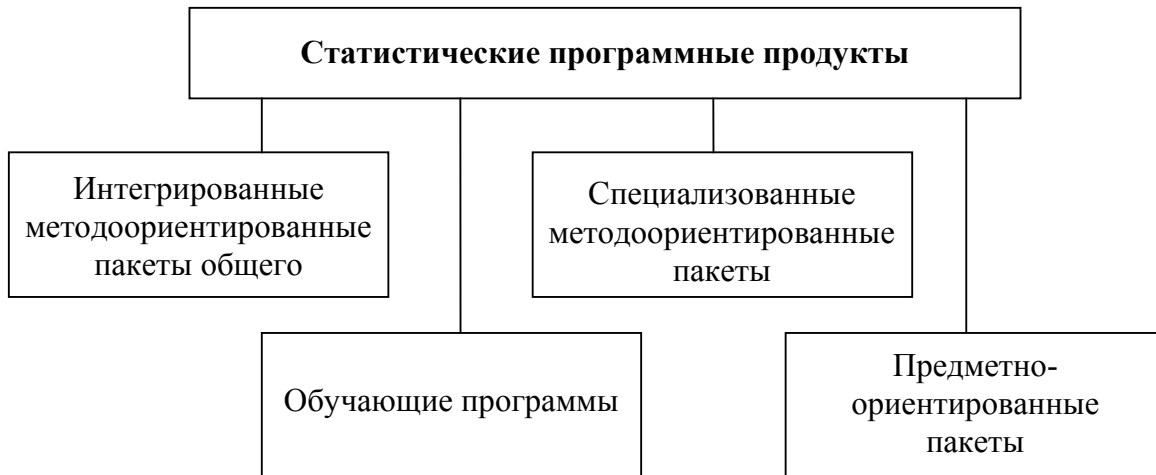 Статистические программные продукты
Интегрированные
методоориентированные
пакеты общего
Специализованные
методоориентированные
пакеты
Обучающие программы
Предметно-
ориентированные
пакеты